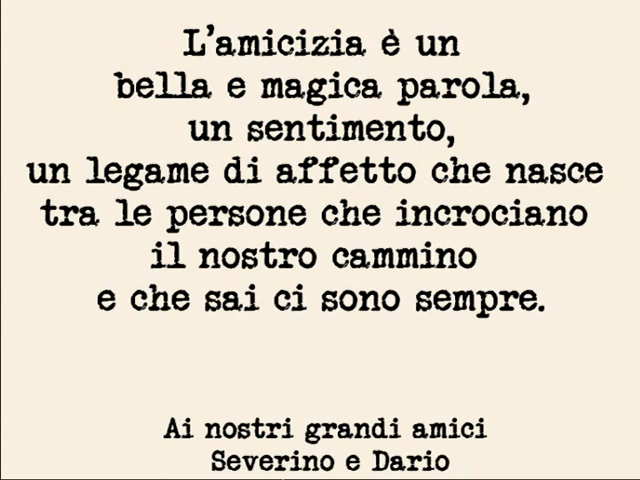 L'amicizia è un
bella e magica parola,
un sentimento,
un legame di affetto che nasce
tra le persone che incrociano
il nostro cammino
e che sai ci sono sempre.
Ai nostri grandi amici
Severino e Dario